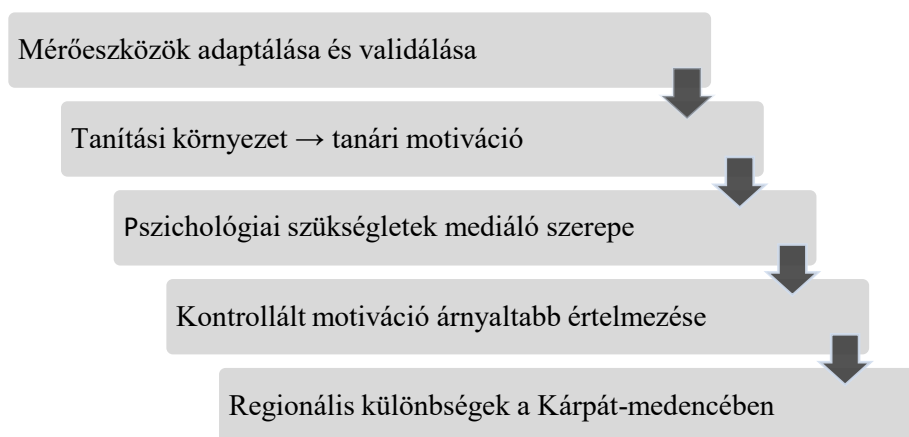 Mérőeszközök adaptálása és validálása
Tanítási környezet → tanári motiváció
Pszichológiai szükségletek mediáló szerepe
Kontrollált motiváció árnyaltabb értelmezése
Regionális különbségek a Kárpát-medencében